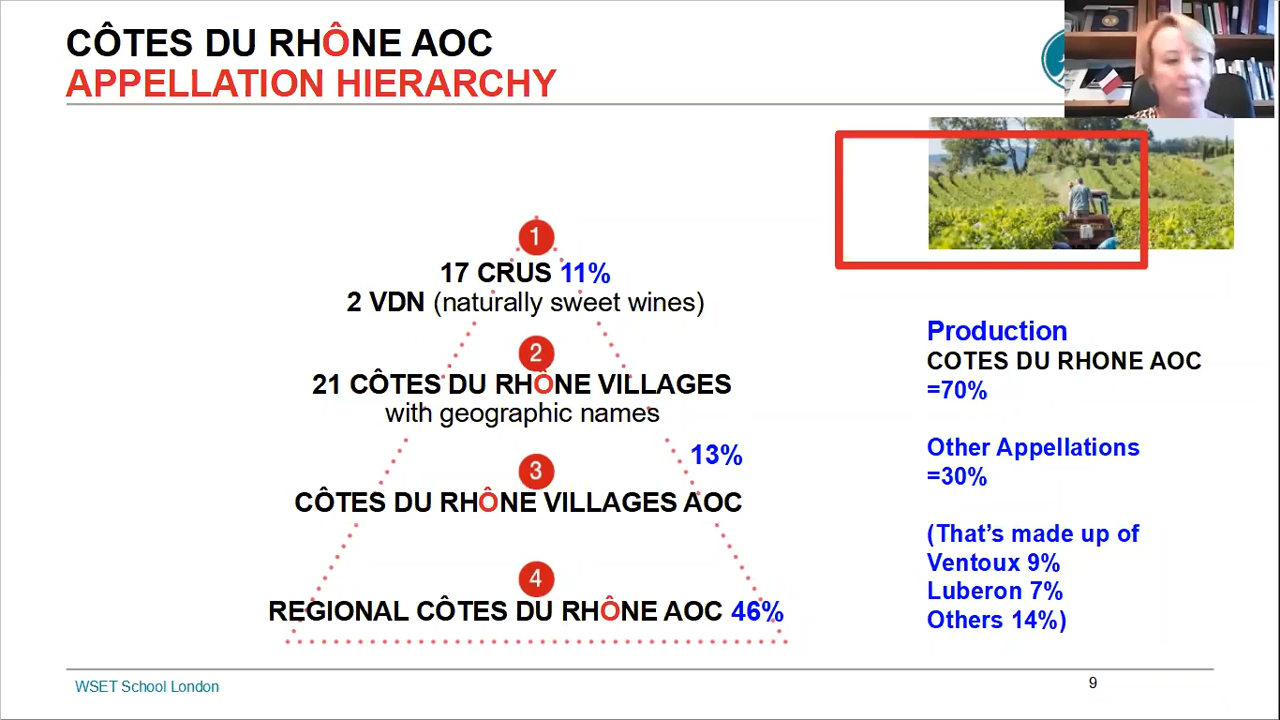 CÔTES DU RHÔNE AOC
APPELLATION HIERARCHY
1
17 CRUS 11%
2 VDN (naturally sweet wines)
2
21 CÔTES DU RHÔNE VILLAGES
with geographic names
13%
3
CÔTES DU RHÔNE VILLAGES AOC
4
REGIONAL CÔTES DU RHÔNE AOC 46%
Production
COTES DU RHONE AOC
=70%
Other Appellations
=30%
(That’s made up of
Ventoux 9%
Luberon 7%
Others 14%)
WSET School London
9